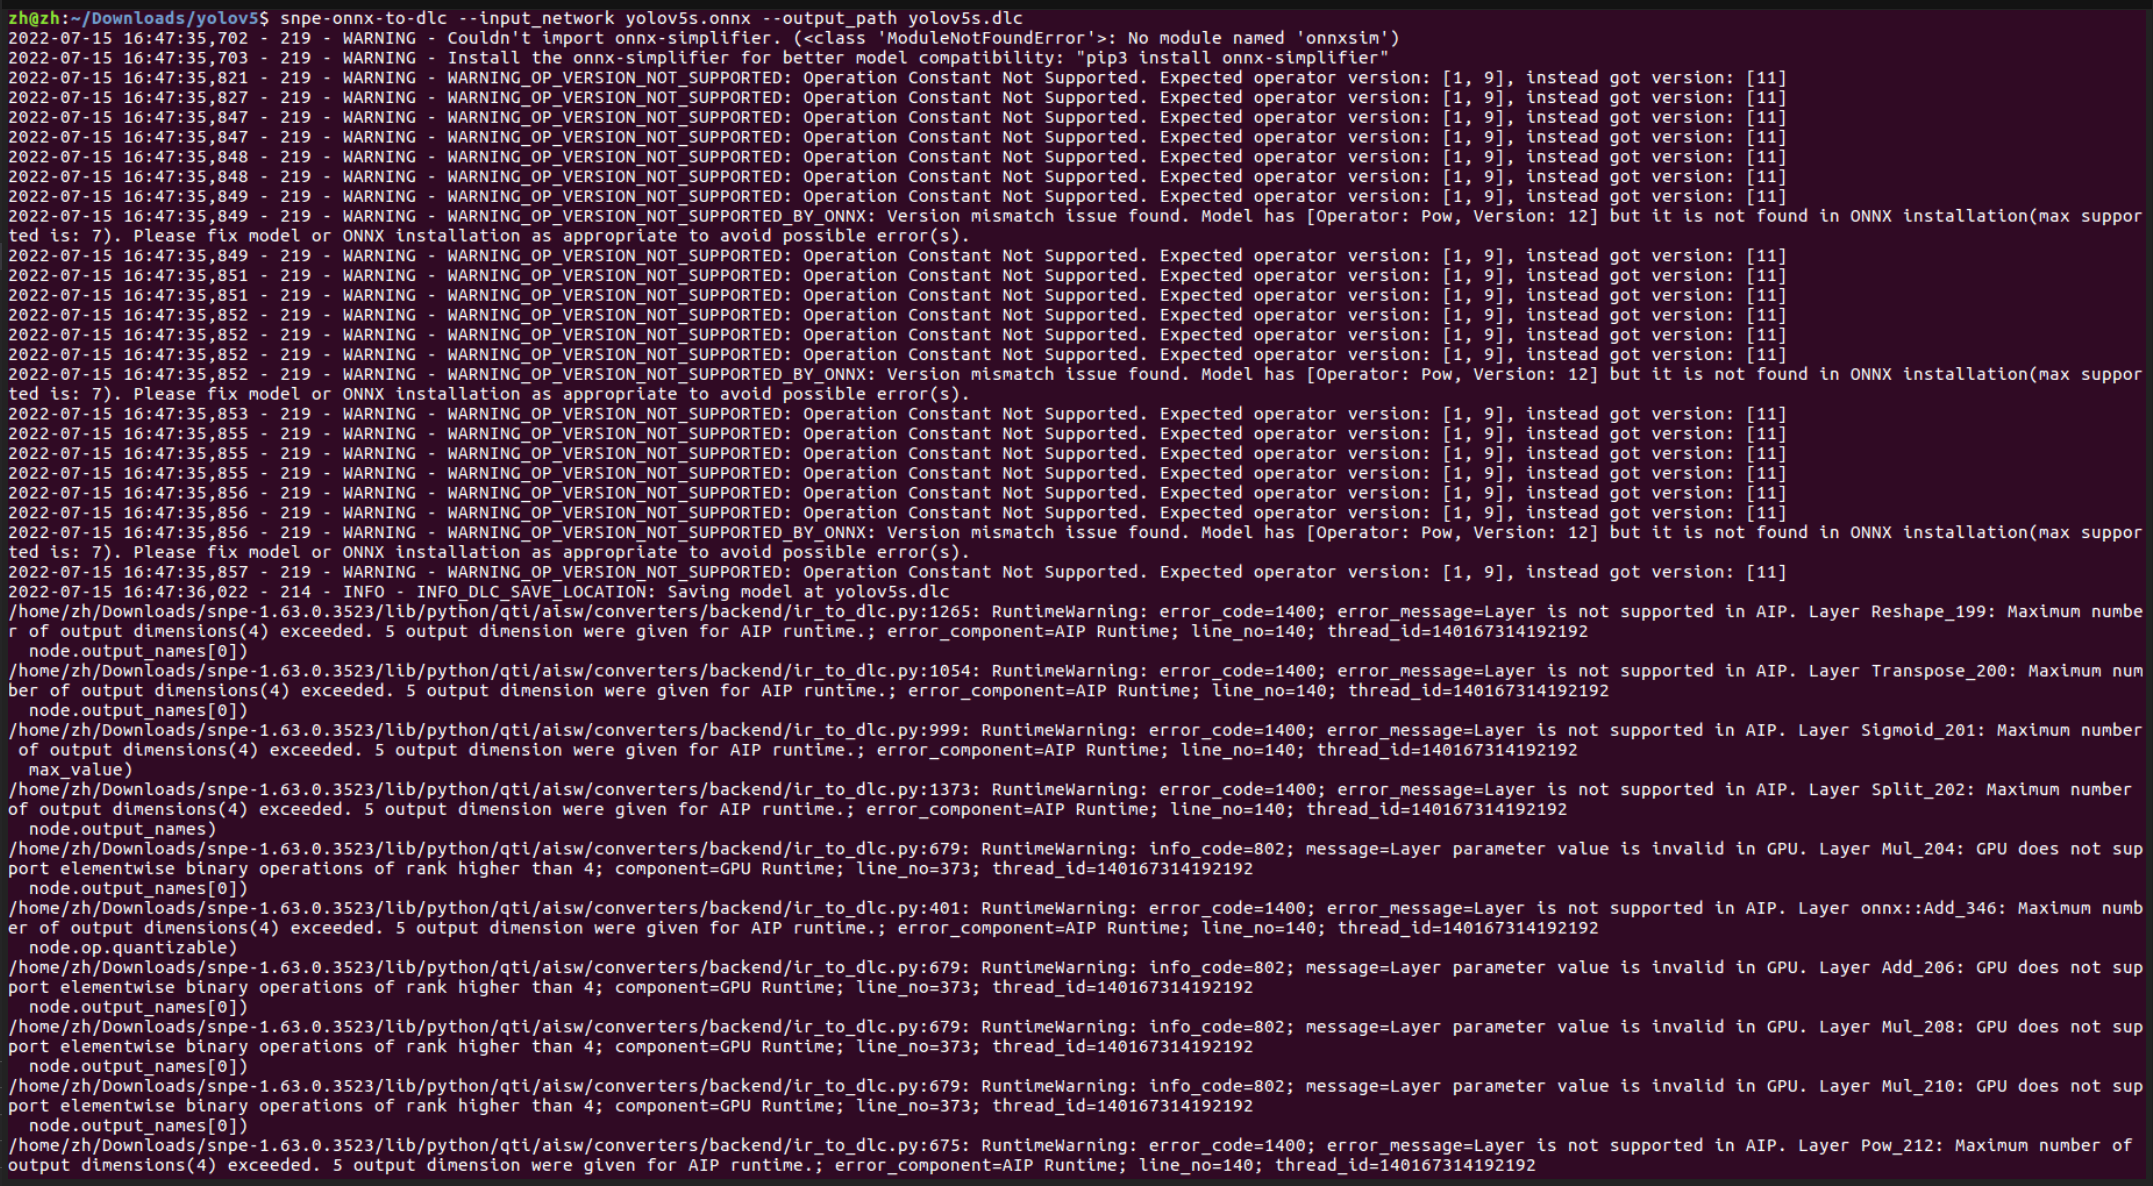 zh@zh:~/Downloads/yolov5$ snpe-onnx-to-dlc --input_network yolov5s.onnx --output_path yolov5s.dlc
2022-07-15 16:47:35,702 - 219 - WARNING - Couldn't import onnx-simplifier. (<class 'ModuleNotFoundError'>: No module named 'onnxsim')
2022-07-15 16:47:35,703 - 219 - WARNING - Install the onnx-simplifier for better model compatibility: "pip3 install onnx-simplifier"
2022-07-15 16:47:35,821 - 219 - WARNING - WARNING_OP_VERSION_NOT_SUPPORTED: Operation Constant Not Supported. Expected operator version: [1, 9], instead got version: [11]
2022-07-15 16:47:35,827 - 219 - WARNING - WARNING_OP_VERSION_NOT_SUPPORTED: Operation Constant Not Supported. Expected operator version: [1, 9], instead got version: [11]
2022-07-15 16:47:35,847 - 219 - WARNING - WARNING_OP_VERSION_NOT_SUPPORTED: Operation Constant Not Supported. Expected operator version: [1, 9], instead got version: [11]
2022-07-15 16:47:35,847 - 219 - WARNING - WARNING_OP_VERSION_NOT_SUPPORTED: Operation Constant Not Supported. Expected operator version: [1, 9], instead got version: [11]
2022-07-15 16:47:35,848 - 219 - WARNING - WARNING_OP_VERSION_NOT_SUPPORTED: Operation Constant Not Supported. Expected operator version: [1, 9], instead got version: [11]
2022-07-15 16:47:35,848 - 219 - WARNING - WARNING_OP_VERSION_NOT_SUPPORTED: Operation Constant Not Supported. Expected operator version: [1, 9], instead got version: [11]
2022-07-15 16:47:35,849 - 219 - WARNING - WARNING_OP_VERSION_NOT_SUPPORTED: Operation Constant Not Supported. Expected operator version: [1, 9], instead got version: [11]
2022-07-15 16:47:35,849 - 219 - WARNING - WARNING_OP_VERSION_NOT_SUPPORTED_BY_ONNX: Version mismatch issue found. Model has [Operator: Pow, Version: 12] but it is not found in ONNX installation(max suppor
ted is: 7). Please fix model or ONNX installation as appropriate to avoid possible error(s).
2022-07-15 16:47:35,849 - 219 - WARNING - WARNING_OP_VERSION_NOT_SUPPORTED: Operation Constant Not Supported. Expected operator version: [1, 9], instead got version: [11]
2022-07-15 16:47:35,851 - 219 - WARNING - WARNING_OP_VERSION_NOT_SUPPORTED: Operation Constant Not Supported. Expected operator version: [1, 9], instead got version: [11]
2022-07-15 16:47:35,851 - 219 - WARNING - WARNING_OP_VERSION_NOT_SUPPORTED: Operation Constant Not Supported. Expected operator version: [1, 9], instead got version: [11]
2022-07-15 16:47:35,852 - 219 - WARNING - WARNING_OP_VERSION_NOT_SUPPORTED: Operation Constant Not Supported. Expected operator version: [1, 9], instead got version: [11]
2022-07-15 16:47:35,852 - 219 - WARNING - WARNING_OP_VERSION_NOT_SUPPORTED: Operation Constant Not Supported. Expected operator version: [1, 9], instead got version: [11]
2022-07-15 16:47:35,852 - 219 - WARNING - WARNING_OP_VERSION_NOT_SUPPORTED: Operation Constant Not Supported. Expected operator version: [1, 9], instead got version: [11]
2022-07-15 16:47:35,852 - 219 - WARNING - WARNING_OP_VERSION_NOT_SUPPORTED_BY_ONNX: Version mismatch issue found. Model has [Operator: Pow, Version: 12] but it is not found in ONNX installation(max suppor
ted is: 7). Please fix model or ONNX installation as appropriate to avoid possible error(s).
2022-07-15 16:47:35,853 - 219 - WARNING - WARNING_OP_VERSION_NOT_SUPPORTED: Operation Constant Not Supported. Expected operator version: [1, 9], instead got version: [11]
2022-07-15 16:47:35,855 - 219 - WARNING - WARNING_OP_VERSION_NOT_SUPPORTED: Operation Constant Not Supported. Expected operator version: [1, 9], instead got version: [11]
2022-07-15 16:47:35,855 - 219 - WARNING - WARNING_OP_VERSION_NOT_SUPPORTED: Operation Constant Not Supported. Expected operator version: [1, 9], instead got version: [11]
2022-07-15 16:47:35,855 - 219 - WARNING - WARNING_OP_VERSION_NOT_SUPPORTED: Operation Constant Not Supported. Expected operator version: [1, 9], instead got version: [11]
2022-07-15 16:47:35,856 - 219 - WARNING - WARNING_OP_VERSION_NOT_SUPPORTED: Operation Constant Not Supported. Expected operator version: [1, 9], instead got version: [11]
2022-07-15 16:47:35,856 - 219 - WARNING - WARNING_OP_VERSION_NOT_SUPPORTED: Operation Constant Not Supported. Expected operator version: [1, 9], instead got version: [11]
2022-07-15 16:47:35,856 - 219 - WARNING - WARNING_OP_VERSION_NOT_SUPPORTED_BY_ONNX: Version mismatch issue found. Model has [Operator: Pow, Version: 12] but it is not found in ONNX installation(max suppor
ted is: 7). Please fix model or ONNX installation as appropriate to avoid possible error(s).
2022-07-15 16:47:35,857 - 219 - WARNING - WARNING_OP_VERSION_NOT_SUPPORTED: Operation Constant Not Supported. Expected operator version: [1, 9], instead got version: [11]
2022-07-15 16:47:36,022 - 214 - INFO - INFO_DLC_SAVE_LOCATION: Saving model at yolov5s.dlc
/home/zh/Downloads/snpe-1.63.0.3523/lib/python/qti/aisw/converters/backend/ir_to_dlc.py:1265: RuntimeWarning: error_code=1400; error_message=Layer is not supported in AIP. Layer Reshape_199: Maximum numbe
r of output dimensions(4) exceeded. 5 output dimension were given for AIP runtime.; error_component=AIP Runtime; line_no=140; thread_id=140167314192192
  node.output_names[0])
/home/zh/Downloads/snpe-1.63.0.3523/lib/python/qti/aisw/converters/backend/ir_to_dlc.py:1054: RuntimeWarning: error_code=1400; error_message=Layer is not supported in AIP. Layer Transpose_200: Maximum num
ber of output dimensions(4) exceeded. 5 output dimension were given for AIP runtime.; error_component=AIP Runtime; line_no=140; thread_id=140167314192192
  node.output_names[0])
/home/zh/Downloads/snpe-1.63.0.3523/lib/python/qti/aisw/converters/backend/ir_to_dlc.py:999: RuntimeWarning: error_code=1400; error_message=Layer is not supported in AIP. Layer Sigmoid_201: Maximum number
 of output dimensions(4) exceeded. 5 output dimension were given for AIP runtime.; error_component=AIP Runtime; line_no=140; thread_id=140167314192192
  max_value)
/home/zh/Downloads/snpe-1.63.0.3523/lib/python/qti/aisw/converters/backend/ir_to_dlc.py:1373: RuntimeWarning: error_code=1400; error_message=Layer is not supported in AIP. Layer Split_202: Maximum number
of output dimensions(4) exceeded. 5 output dimension were given for AIP runtime.; error_component=AIP Runtime; line_no=140; thread_id=140167314192192
  node.output_names)
/home/zh/Downloads/snpe-1.63.0.3523/lib/python/qti/aisw/converters/backend/ir_to_dlc.py:679: RuntimeWarning: info_code=802; message=Layer parameter value is invalid in GPU. Layer Mul_204: GPU does not sup
port elementwise binary operations of rank higher than 4; component=GPU Runtime; line_no=373; thread_id=140167314192192
  node.output_names[0])
/home/zh/Downloads/snpe-1.63.0.3523/lib/python/qti/aisw/converters/backend/ir_to_dlc.py:401: RuntimeWarning: error_code=1400; error_message=Layer is not supported in AIP. Layer onnx::Add_346: Maximum numb
er of output dimensions(4) exceeded. 5 output dimension were given for AIP runtime.; error_component=AIP Runtime; line_no=140; thread_id=140167314192192
  node.op.quantizable)
/home/zh/Downloads/snpe-1.63.0.3523/lib/python/qti/aisw/converters/backend/ir_to_dlc.py:679: RuntimeWarning: info_code=802; message=Layer parameter value is invalid in GPU. Layer Add_206: GPU does not sup
port elementwise binary operations of rank higher than 4; component=GPU Runtime; line_no=373; thread_id=140167314192192
  node.output_names[0])
/home/zh/Downloads/snpe-1.63.0.3523/lib/python/qti/aisw/converters/backend/ir_to_dlc.py:679: RuntimeWarning: info_code=802; message=Layer parameter value is invalid in GPU. Layer Mul_208: GPU does not sup
port elementwise binary operations of rank higher than 4; component=GPU Runtime; line_no=373; thread_id=140167314192192
  node.output_names[0])
/home/zh/Downloads/snpe-1.63.0.3523/lib/python/qti/aisw/converters/backend/ir_to_dlc.py:679: RuntimeWarning: info_code=802; message=Layer parameter value is invalid in GPU. Layer Mul_210: GPU does not sup
port elementwise binary operations of rank higher than 4; component=GPU Runtime; line_no=373; thread_id=140167314192192
  node.output_names[0])
/home/zh/Downloads/snpe-1.63.0.3523/lib/python/qti/aisw/converters/backend/ir_to_dlc.py:675: RuntimeWarning: error_code=1400; error_message=Layer is not supported in AIP. Layer Pow_212: Maximum number of
output dimensions(4) exceeded. 5 output dimension were given for AIP runtime.; error_component=AIP Runtime; line_no=140; thread_id=140167314192192